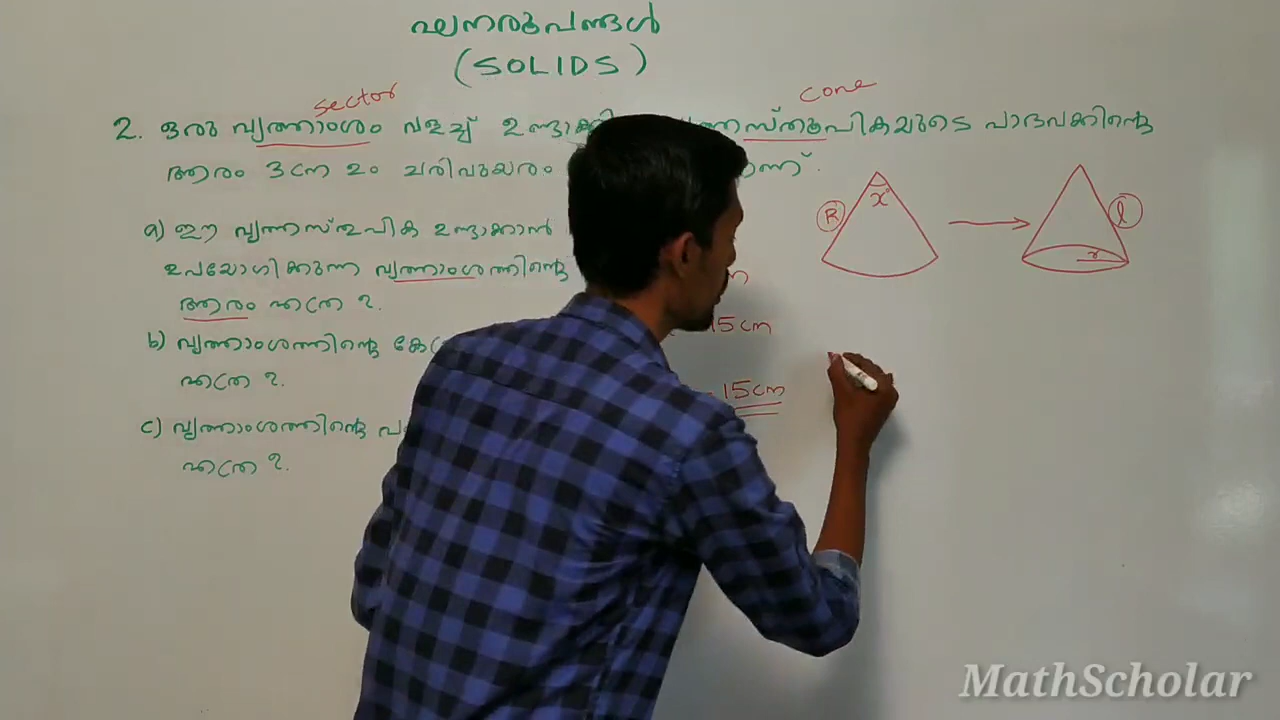 ഘനരൂപങ്ങൾ
(SOLIDS)
sector
cone
2. ഒരു വൃത്താംശം വളച്ച് ഉണ്ടാക്കി വൃത്തസ്തൂപികയുടെ പാദവക്കിന്റെ
ആരം 3cm ഉം ചരിവുയരം
a) ഈ വൃത്തസ്തൂപിക ഉണ്ടാക്കാൻ
ഉപയോഗിക്കുന്ന വൃത്താംശത്തിന്റെ
ആരം എത്ര ?.
b) വൃത്താംശത്തിന്റെ
എത്ര ?.
c) വൃത്താംശത്തിന്റെ
എത്ര ?.
15cm
15cm
R
x°
l
r
MathScholar